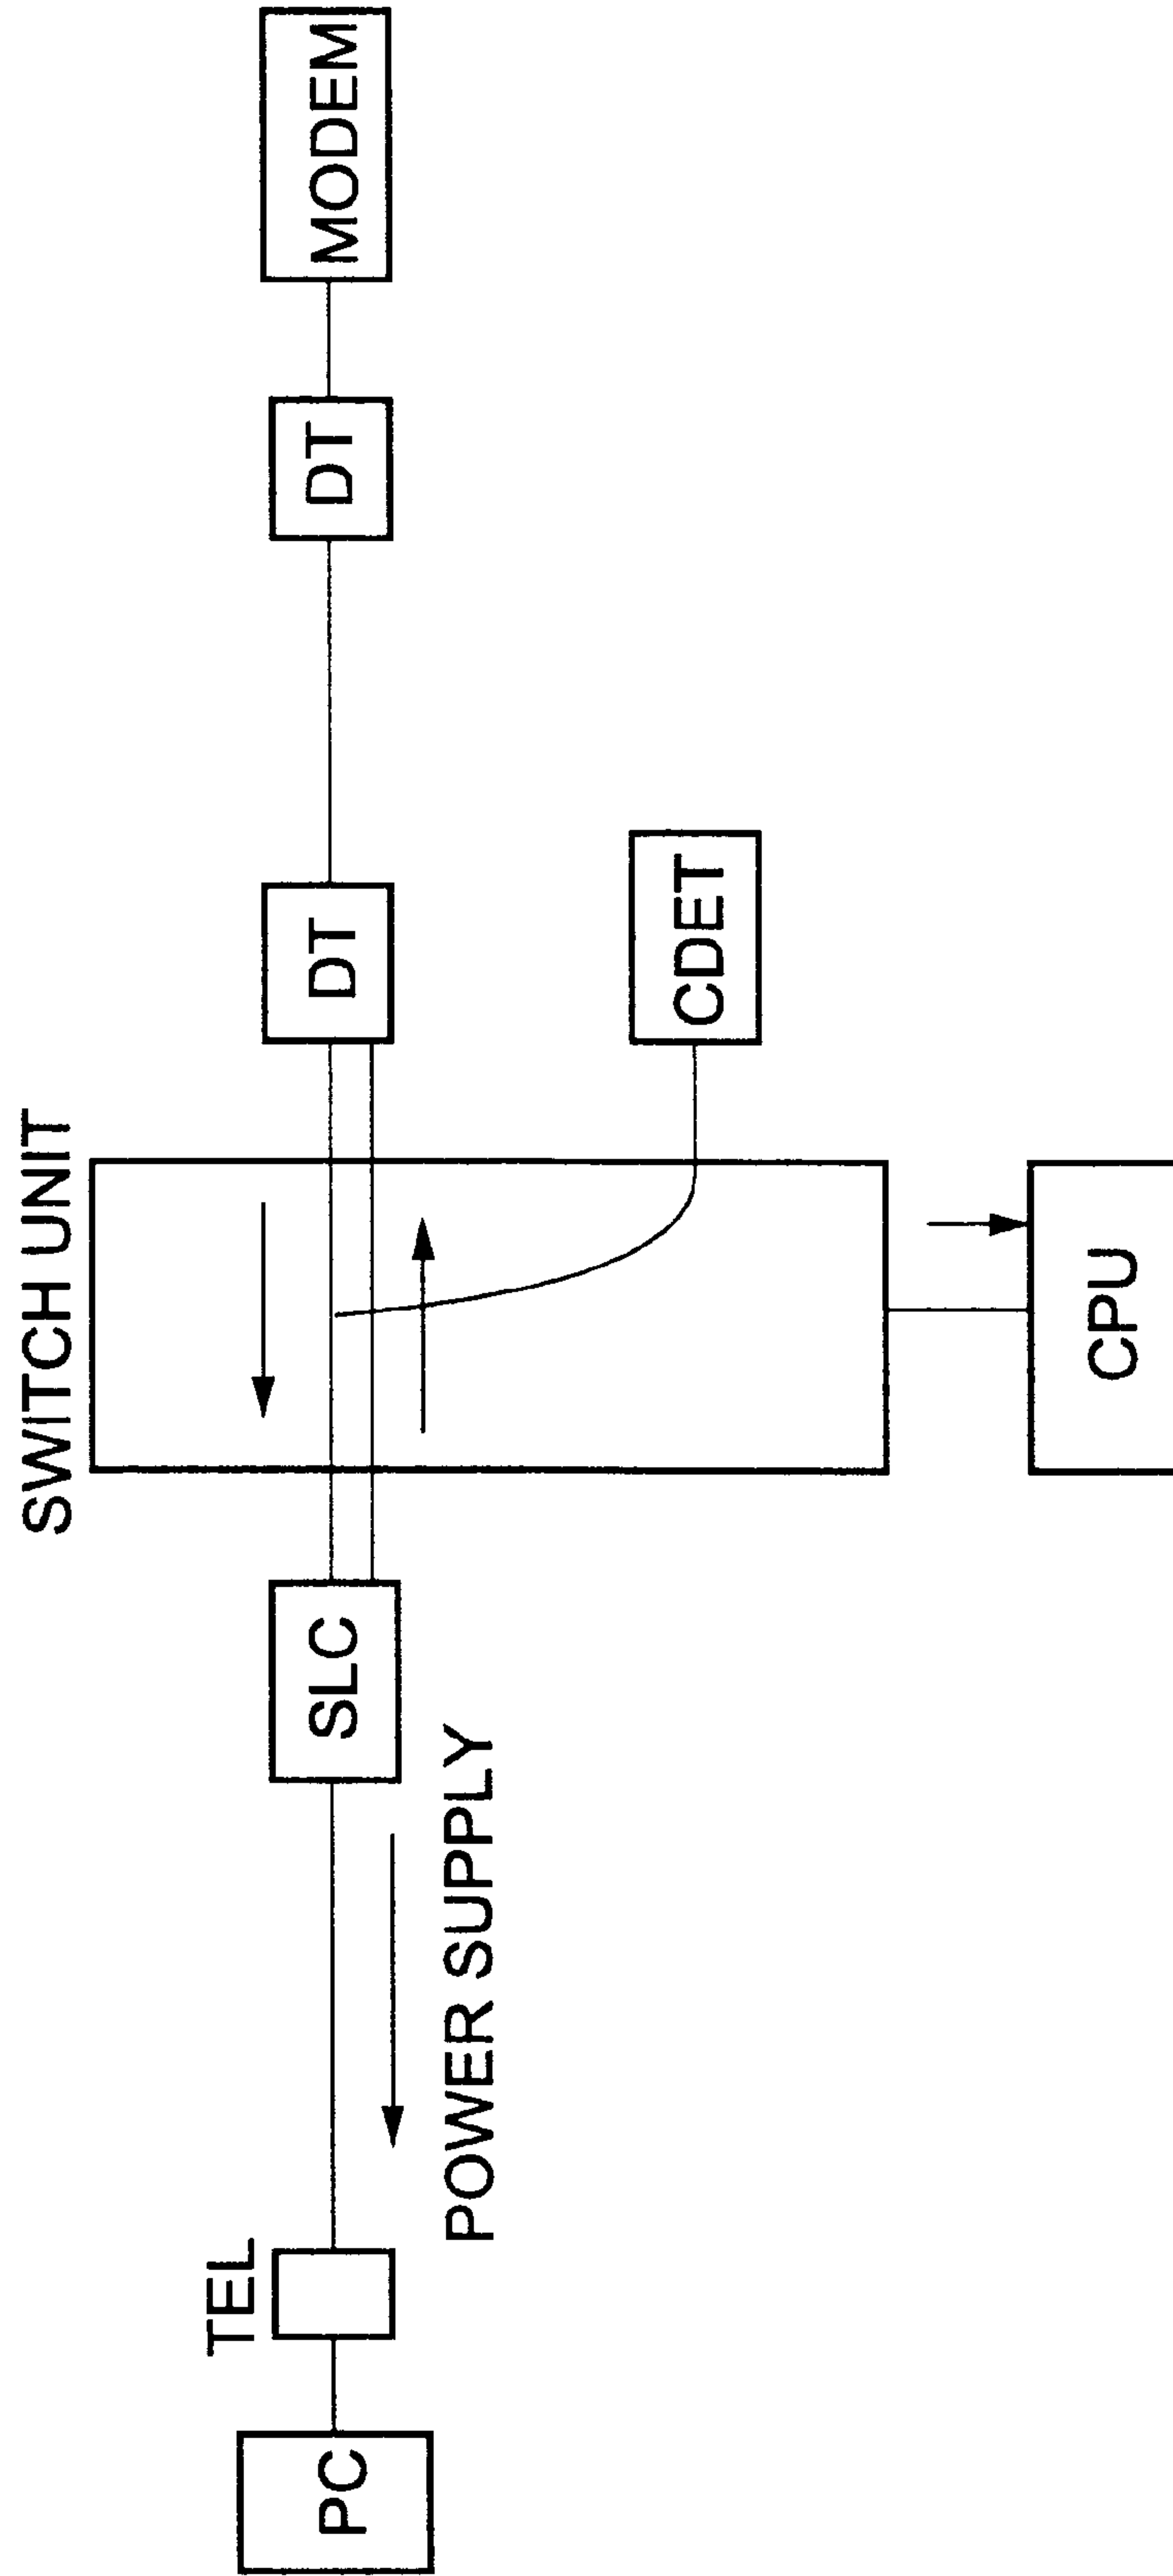 SWITCH UNIT
PC
TEL
POWER SUPPLY
SLC
DT
DT
MODEM
CDET
CPU